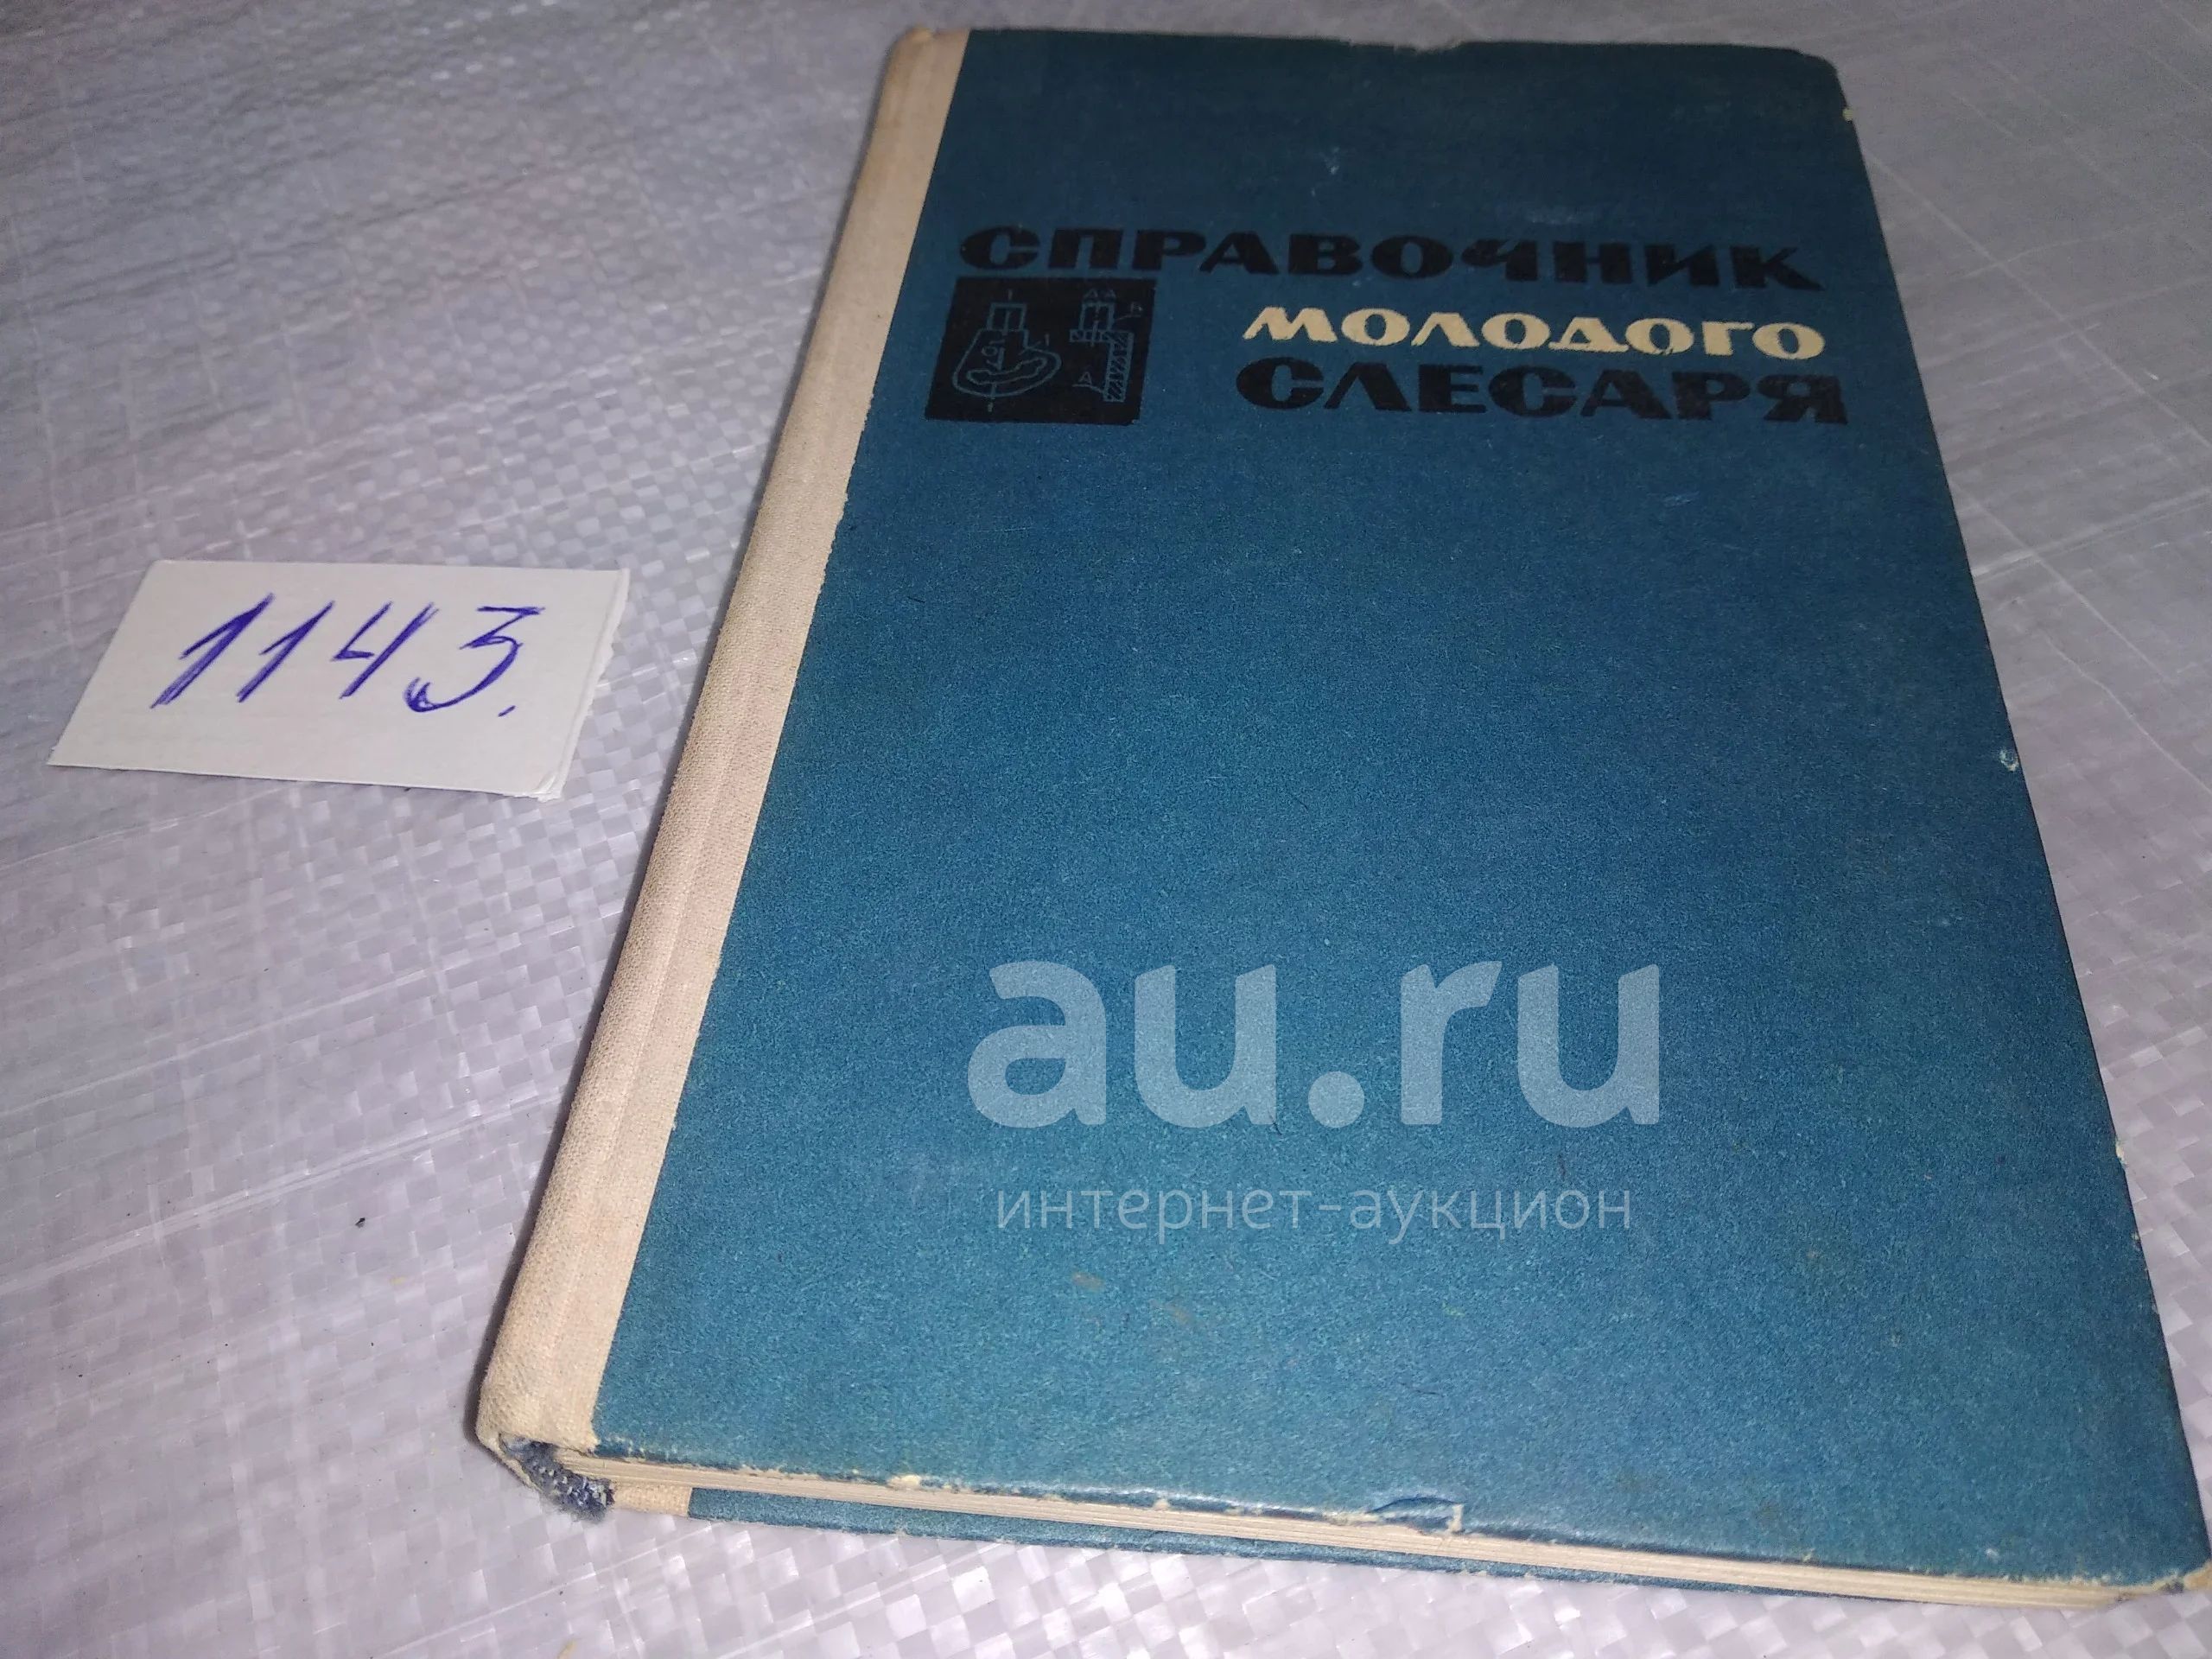 СПРАВОЧНИК
МОЛОДОГО
СЛЕСАРЯ
1143.
au.ru
интернет-аукцион